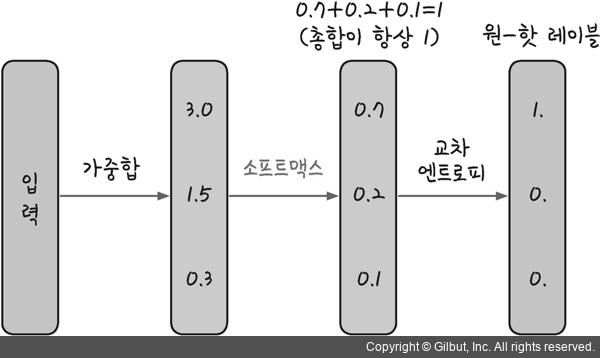 0.7+0.2+0.1=1
(총합이 항상 1)
원-핫 레이블
입
력
가중합
3.0
1.5
0.3
소프트맥스
0.7
0.2
0.1
교차
엔트로피
1.
0.
0.
Copyright © Gilbut, Inc. All rights reserved.